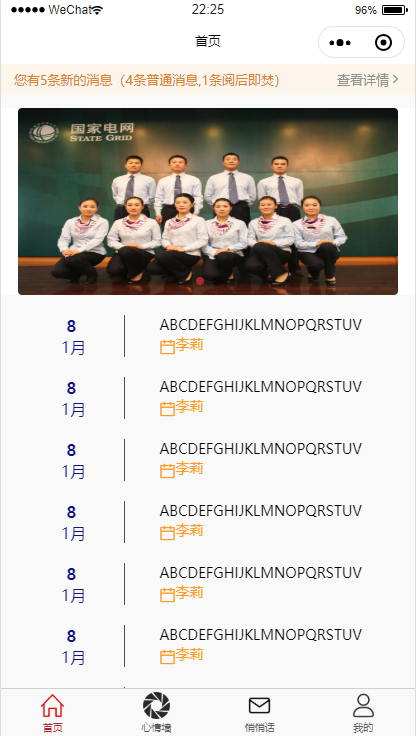 WeChat
22:25
96%
首页
您有5条新的消息（4条普通消息,1条阅后即焚）
查看详情
国家电网
STATE GRID
8
1月
ABCDEFGHIJKLMNOPQRSTUV
李莉
8
1月
ABCDEFGHIJKLMNOPQRSTUV
李莉
8
1月
ABCDEFGHIJKLMNOPQRSTUV
李莉
8
1月
ABCDEFGHIJKLMNOPQRSTUV
李莉
8
1月
ABCDEFGHIJKLMNOPQRSTUV
李莉
8
1月
ABCDEFGHIJKLMNOPQRSTUV
李莉
首页
心情墙
悄悄话
我的